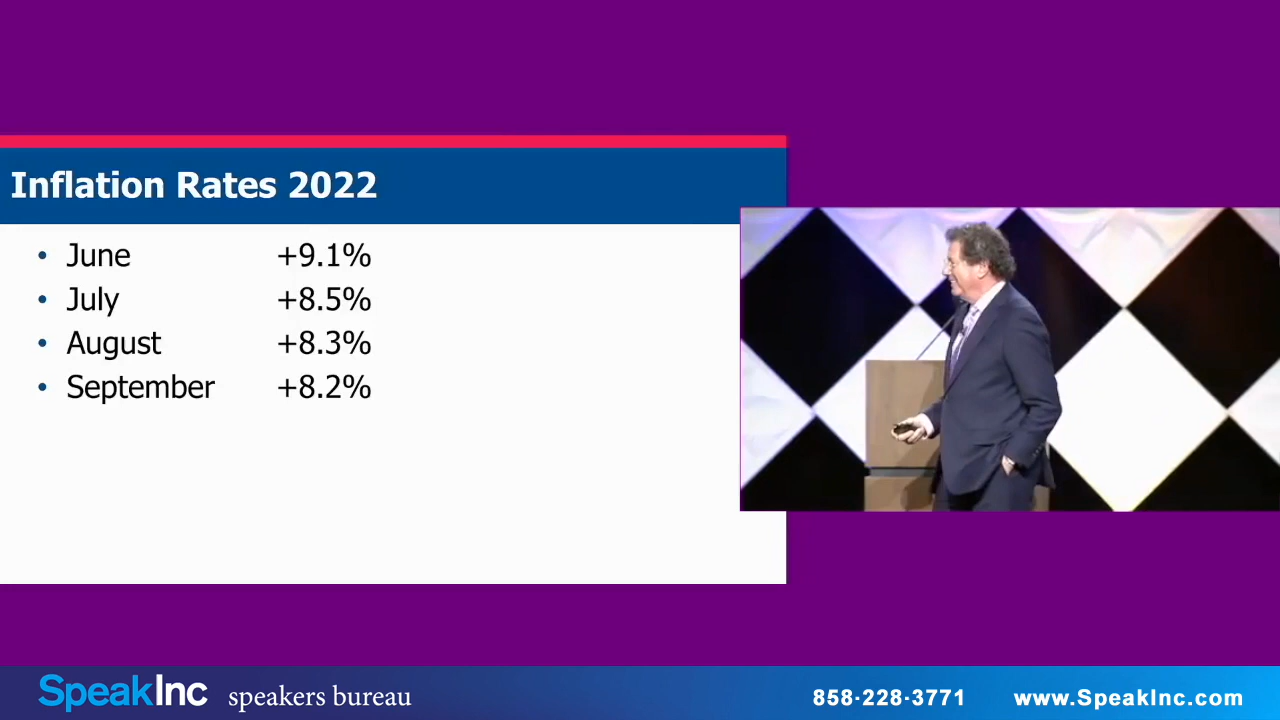 Inflation Rates 2022
• June +9.1%
• July +8.5%
• August +8.3%
• September +8.2%
SpeakInc speakers bureau 858-228-3771 www.SpeakInc.com